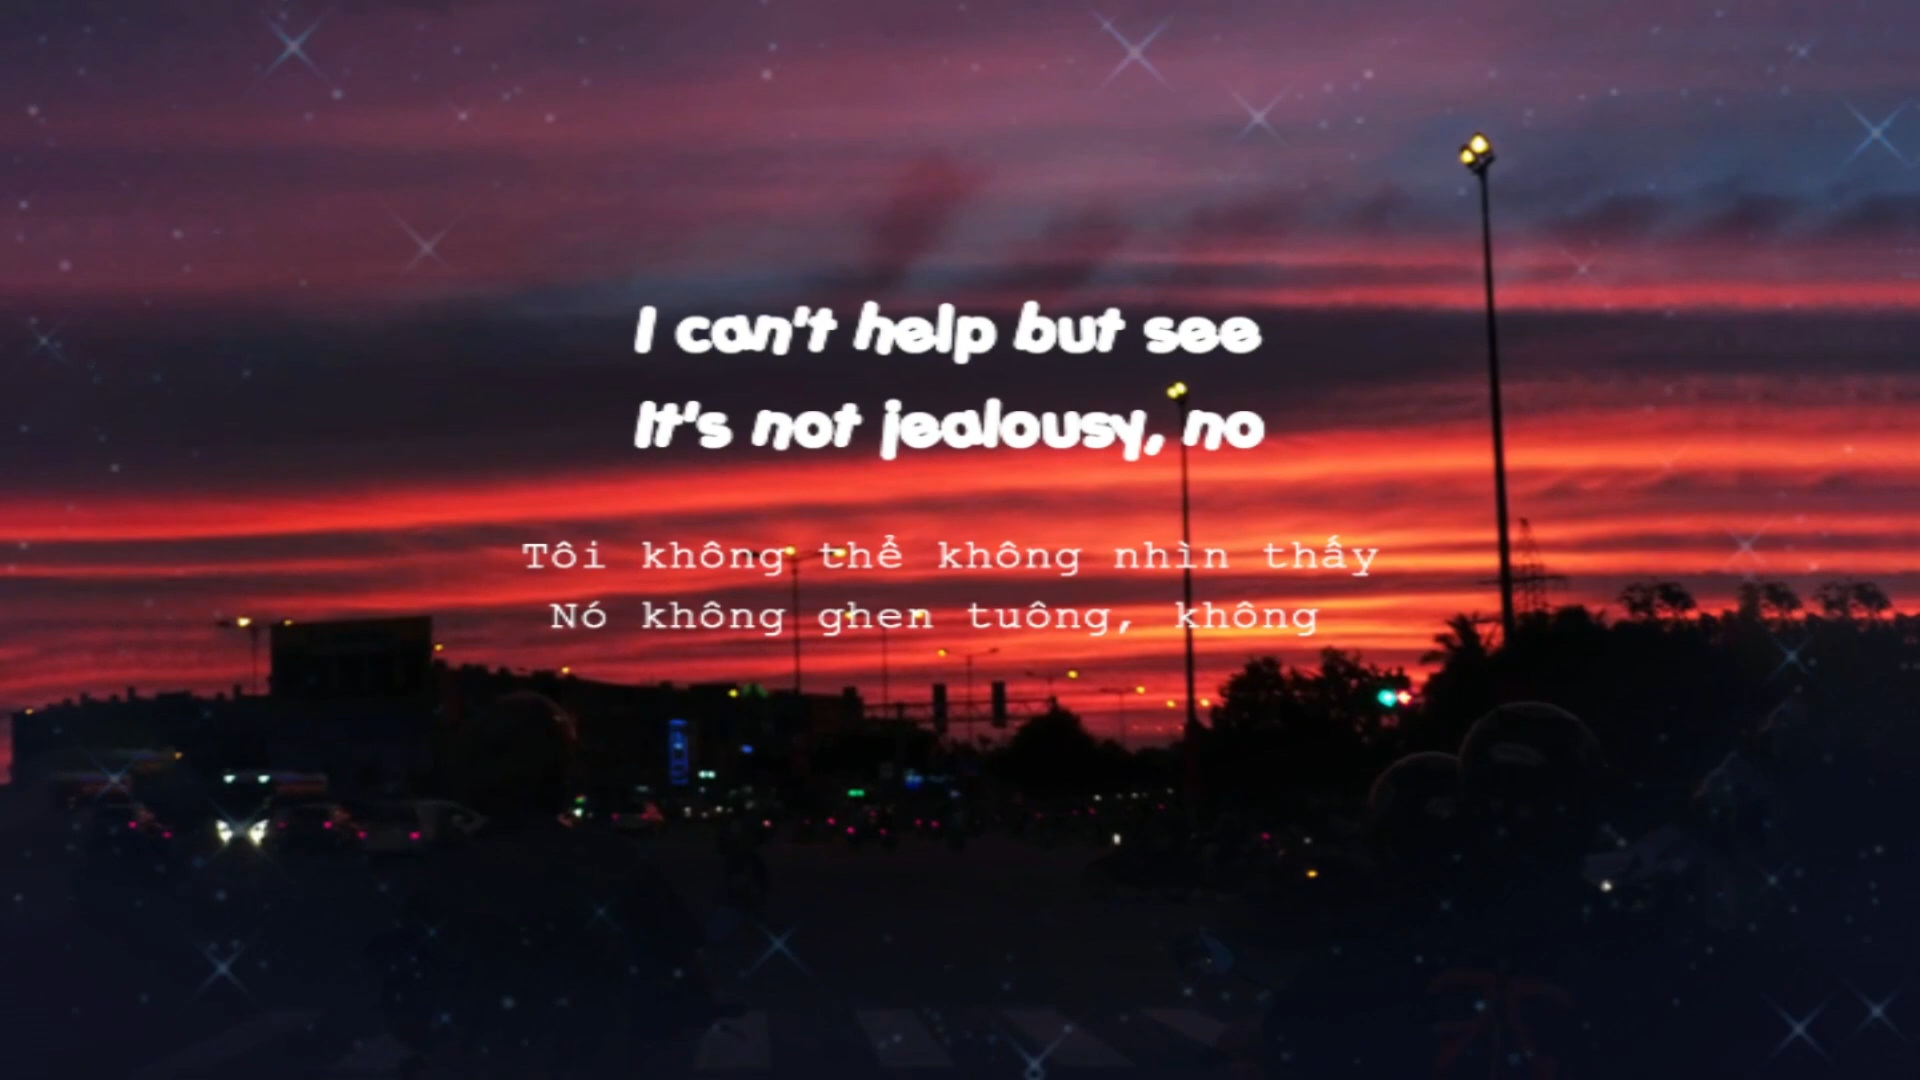 I can't help but see
It's not jealousy, no
Tôi không thể không nhìn thấy
Nó không ghen tuông, không